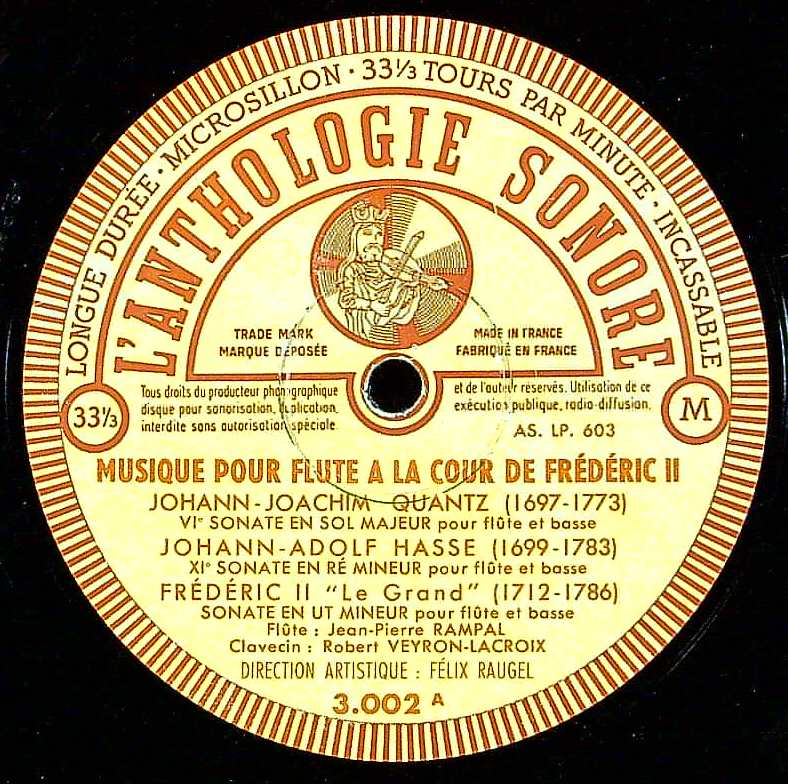 LONGUE DURÉE · MICROSILLON · 33⅓ TOURS PAR MINUTE · INCASSABLE
L'ANTHOLOGIE SONORE
TRADE MARK
MARQUE DÉPOSÉE
MADE IN FRANCE
FABRIQUÉ EN FRANCE
33⅓
Tous droits du producteur phonographique et de l'auteur réservés. Utilisation de ce
disque pour sonorisation, duplication, exécution publique, radio-diffusion,
interdite sans autorisation spéciale.
M
AS. LP. 603
MUSIQUE POUR FLUTE A LA COUR DE FRÉDÉRIC II
JOHANN-JOACHIM QUANTZ (1697-1773)
VIe SONATE EN SOL MAJEUR pour flûte et basse
JOHANN-ADOLF HASSE (1699-1783)
XIe SONATE EN RÉ MINEUR pour flûte et basse
FRÉDÉRIC II "Le Grand" (1712-1786)
SONATE EN UT MINEUR pour flûte et basse
Flûte : Jean-Pierre RAMPAL
Clavecin : Robert VEYRON-LACROIX
DIRECTION ARTISTIQUE : FÉLIX RAUGEL
3.002 A